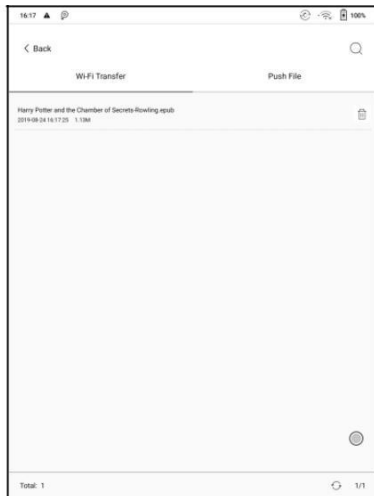 16:17 100%
Back
Wi-Fi Transfer Push File
Harry Potter and the Chamber of Secrets-Rowling.epub
2019-08-24 16:17:25 1.13M
Total: 1 1/1